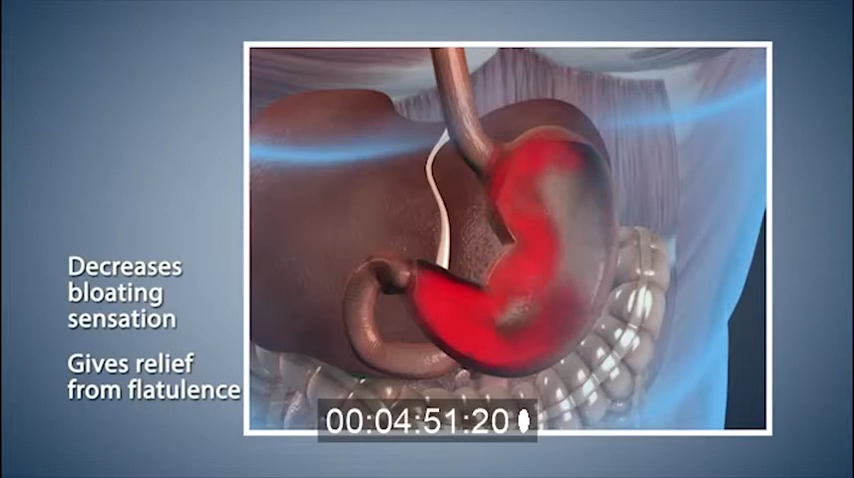 Decreases
bloating
sensation
Gives relief
from flatulence
00:04:51:20